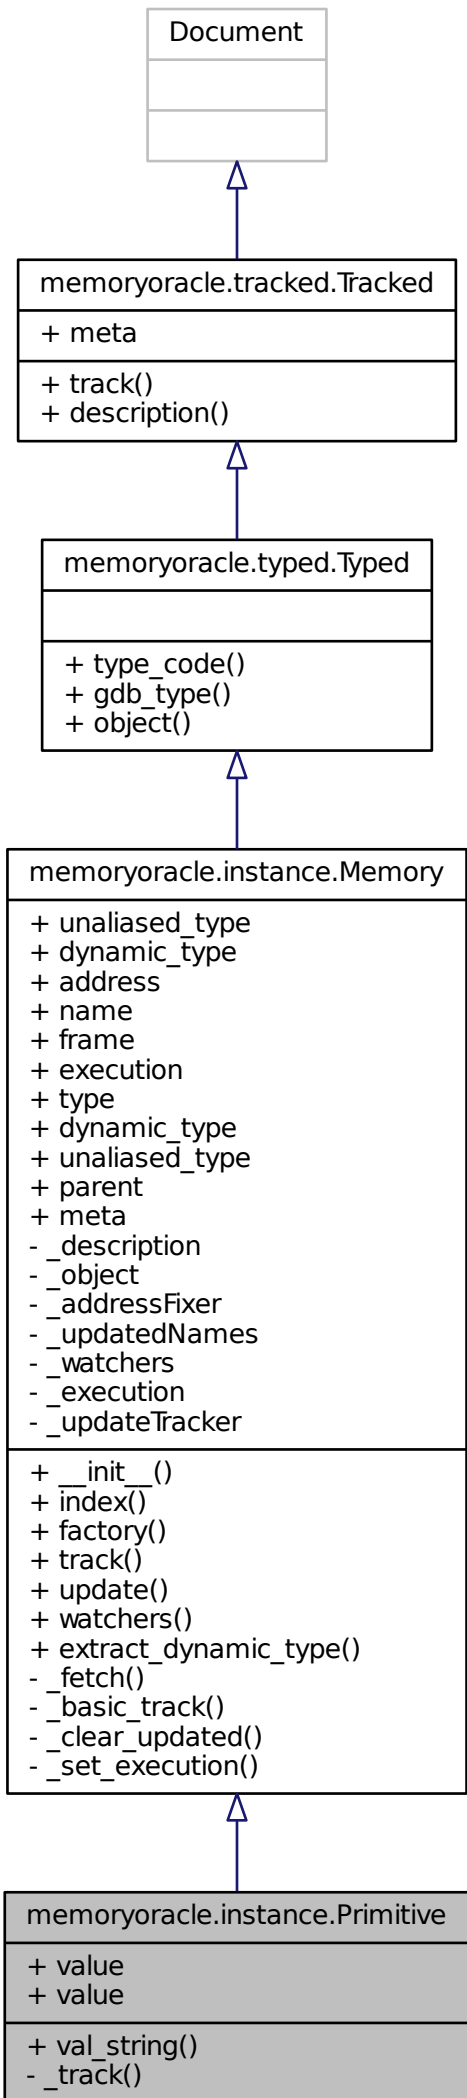 Document
memoryoracle.tracked.Tracked
+ meta
+ track()
+ description()
memoryoracle.typed.Typed
+ type_code()
+ gdb_type()
+ object()
memoryoracle.instance.Memory
+ unaliased_type
+ dynamic_type
+ address
+ name
+ frame
+ execution
+ type
+ dynamic_type
+ unaliased_type
+ parent
+ meta
- _description
- _object
- _addressFixer
- _updatedNames
- _watchers
- _execution
- _updateTracker
+ __init__()
+ index()
+ factory()
+ track()
+ update()
+ watchers()
+ extract_dynamic_type()
- _fetch()
- _basic_track()
- _clear_updated()
- _set_execution()
memoryoracle.instance.Primitive
+ value
+ value
+ val_string()
- _track()